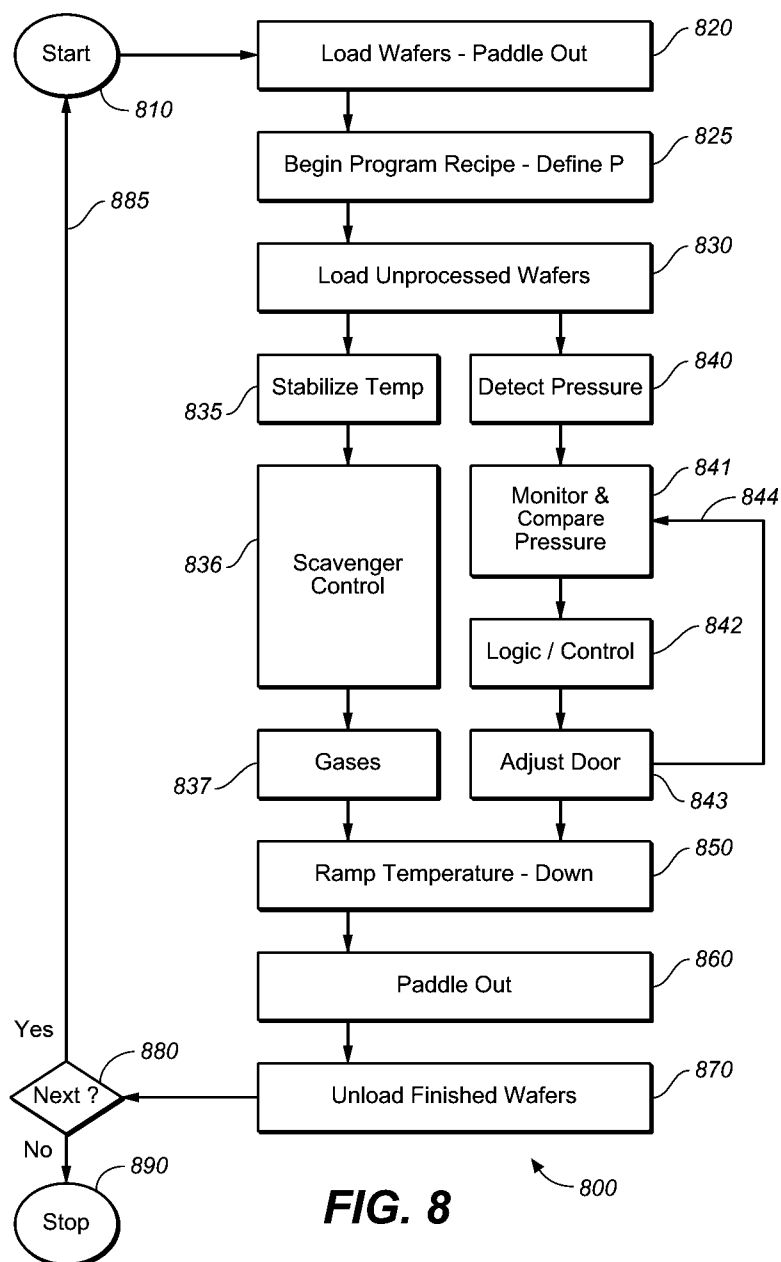 Start
810
Load Wafers - Paddle Out
820
Begin Program Recipe - Define P
825
885
Load Unprocessed Wafers
830
Stabilize Temp
835
Detect Pressure
840
Scavenger
Control
836
Monitor &
Compare
Pressure
841
844
Logic / Control
842
Gases
837
Adjust Door
843
Ramp Temperature - Down
850
Paddle Out
860
Unload Finished Wafers
870
Yes
880
Next ?
No
890
Stop
FIG. 8
800